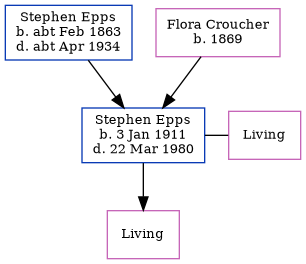 Stephen Epps
b. abt Feb 1863
d. abt Apr 1934
Flora Croucher
b. 1869
Stephen Epps
b. 3 Jan 1911
d. 22 Mar 1980
Living
Living